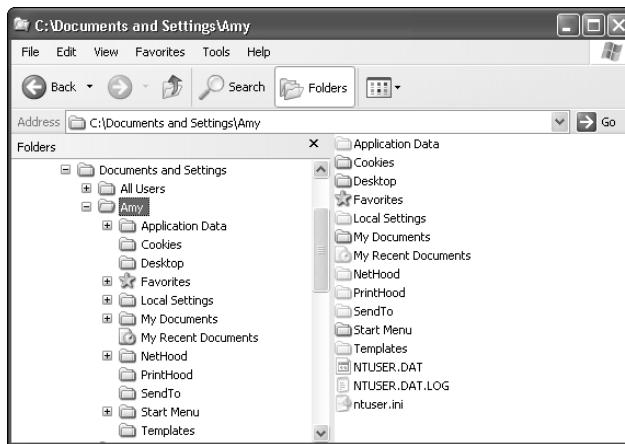 C:\Documents and Settings\Amy
File Edit View Favorites Tools Help
Back Search Folders
Address C:\Documents and Settings\Amy Go
Folders
Documents and Settings
All Users
Amy
Application Data
Cookies
Desktop
Favorites
Local Settings
My Documents
My Recent Documents
NetHood
PrintHood
SendTo
Start Menu
Templates
Application Data
Cookies
Desktop
Favorites
Local Settings
My Documents
My Recent Documents
NetHood
PrintHood
SendTo
Start Menu
Templates
NTUSER.DAT
NTUSER.DAT.LOG
ntuser.ini